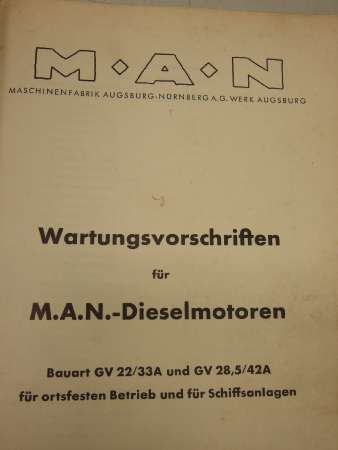 M·A·N
MASCHINENFABRIK AUGSBURG-NÜRNBERG A.G. WERK AUGSBURG
Wartungsvorschriften
für
M.A.N.-Dieselmotoren
Bauart GV 22/33A und GV 28,5/42A
für ortsfesten Betrieb und für Schiffsanlagen